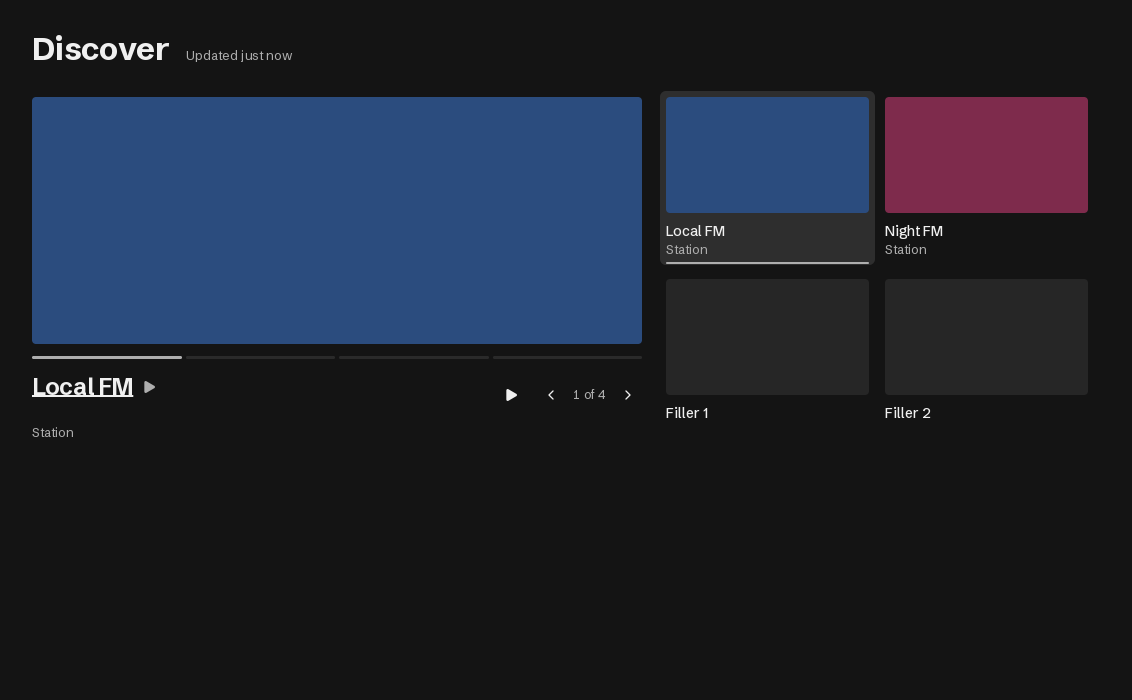 Discover
Updated just now
Local FM
1 of 4
Station
Local FM
Station
Night FM
Station
Filler 1
Filler 2